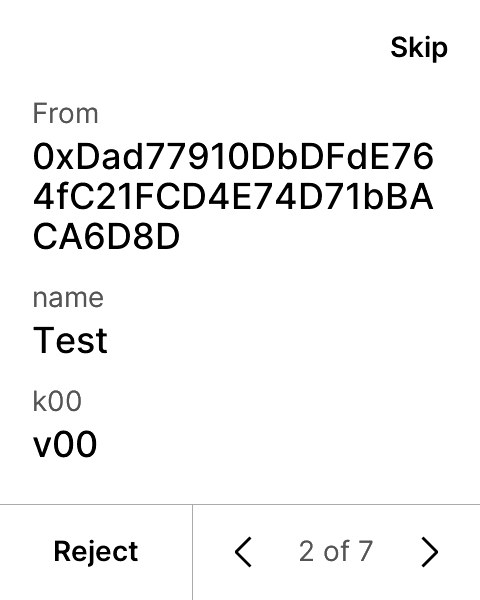 Skip
From
0xDad77910DbDFdE76
4fC21FCD4E74D71bBA
CA6D8D
name
Test
k00
v00
Reject
2 of 7